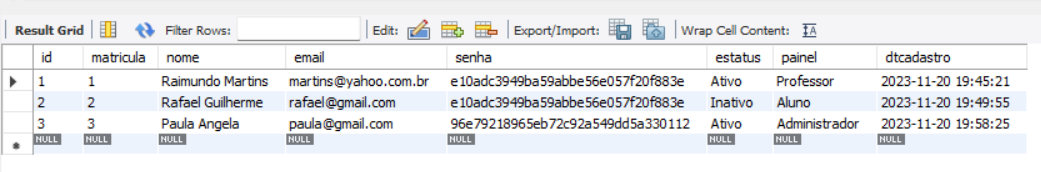 Result Grid Filter Rows: Edit: Export/Import: Wrap Cell Content: IA
id matricula nome email senha estatus painel dtcadastro
1 1 Raimundo Martins martins@yahoo.com.br e10adc3949ba59abbe56e057f20f883e Ativo Professor 2023-11-20 19:45:21
2 2 Rafael Guilherme rafael@gmail.com e10adc3949ba59abbe56e057f20f883e Inativo Aluno 2023-11-20 19:49:55
3 3 Paula Angela paula@gmail.com 96e79218965eb72c92a549dd5a330112 Ativo Administrador 2023-11-20 19:58:25
NULL NULL NULL NULL NULL NULL NULL NULL